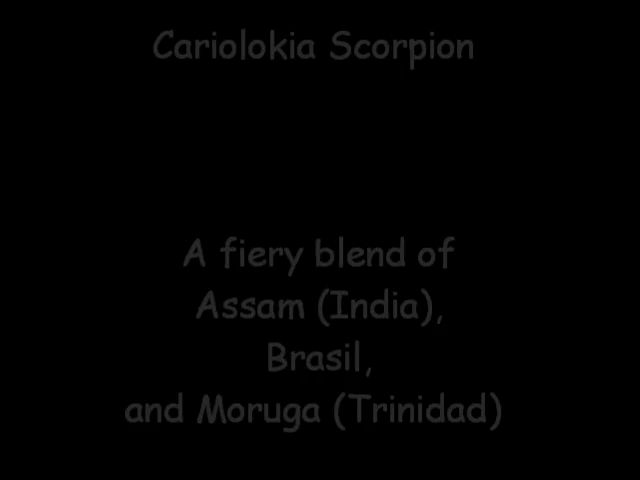 Cariolokia Scorpion
A fiery blend of
Assam (India),
Brasil,
and Moruga (Trinidad)